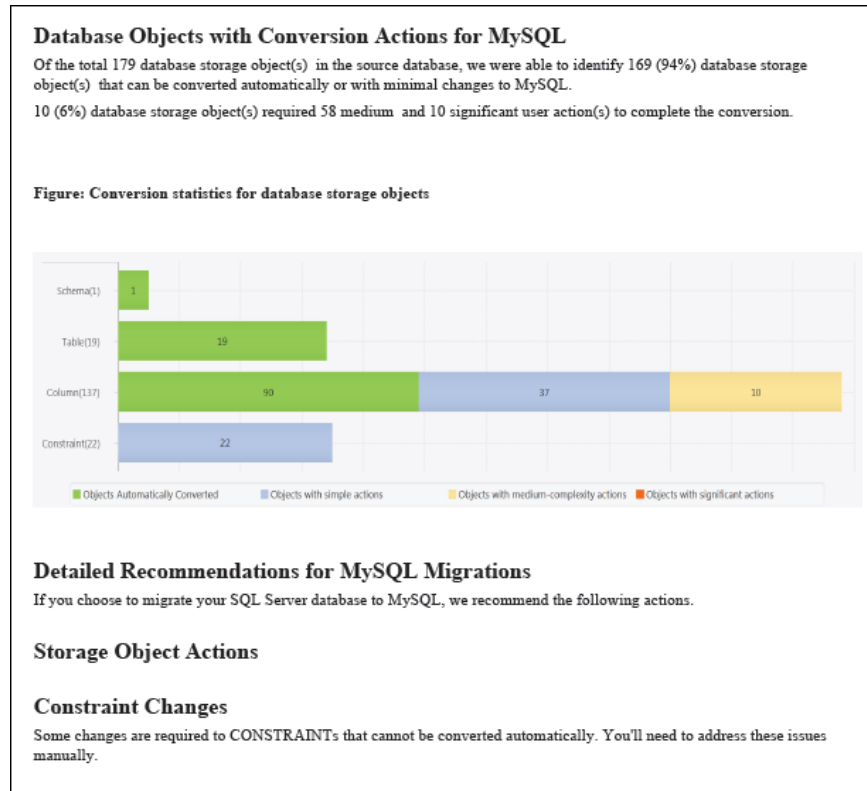 Database Objects with Conversion Actions for MySQL
Of the total 179 database storage object(s) in the source database, we were able to identify 169 (94%) database storage
object(s) that can be converted automatically or with minimal changes to MySQL.
10 (6%) database storage object(s) required 58 medium and 10 significant user action(s) to complete the conversion.
Figure: Conversion statistics for database storage objects
Schema(1) 1
Table(19) 19
Column(137) 90 37 10
Constraint(22) 22
Objects Automatically Converted Objects with simple actions Objects with medium-complexity actions Objects with significant actions
Detailed Recommendations for MySQL Migrations
If you choose to migrate your SQL Server database to MySQL, we recommend the following actions.
Storage Object Actions
Constraint Changes
Some changes are required to CONSTRAINTs that cannot be converted automatically. You'll need to address these issues
manually.